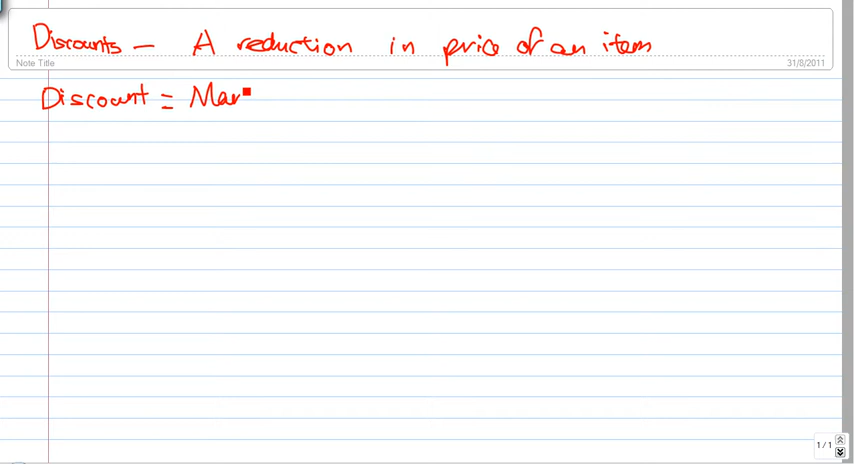 Discounts - A reduction in price of an item
Note Title
31/8/2011
Discount = Mar
1 / 1